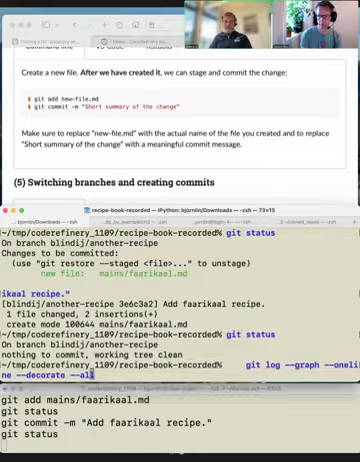 Command line
VS Code
RStudio
Create a new file. After we have created it, we can stage and commit the change:
$ git add new-file.md
$ git commit -m "Short summary of the change"
Make sure to replace "new-file.md" with the actual name of the file you created and to replace
"Short summary of the change" with a meaningful commit message.
(5) Switching branches and creating commits
recipe-book-recorded — IPython: bjornlin/Downloads — -zsh — 73×15
~/tmp/coderefinery_1109/recipe-book-recorded% git status
On branch blindij/another-recipe
Changes to be committed:
(use "git restore --staged <file>..." to unstage)
new file: mains/faarikaal.md
ikaal recipe."
[blindij/another-recipe 3e6c3a2] Add faarikaal recipe.
1 file changed, 2 insertions(+)
create mode 100644 mains/faarikaal.md
~/tmp/coderefinery_1109/recipe-book-recorded% git status
On branch blindij/another-recipe
nothing to commit, working tree clean
~/tmp/coderefinery_1109/recipe-book-recorded% git log --graph --oneli
ne --decorate --all
git add mains/faarikaal.md
git status
git commit -m "Add faarikaal recipe."
git status